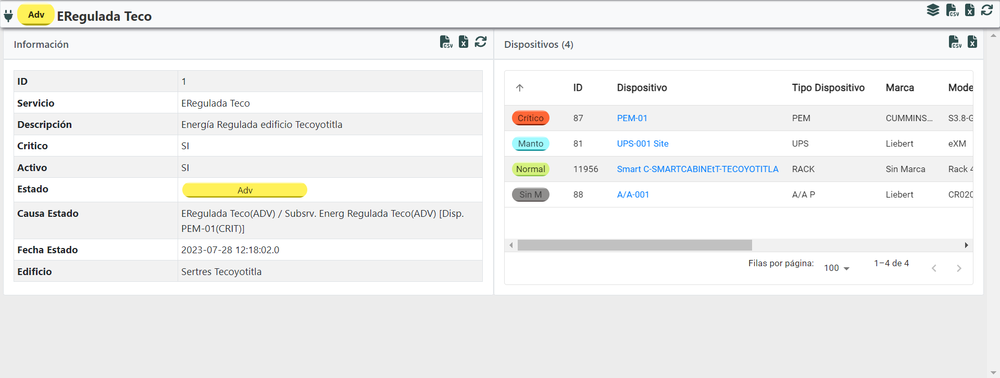 Adv ERegulada Teco
Información
ID 1
Servicio ERegulada Teco
Descripción Energía Regulada edificio Tecoyotitla
Critico SI
Activo SI
Estado Adv
Causa Estado ERegulada Teco(ADV) / Subsrv. Energ Regulada Teco(ADV) [Disp.
PEM-01(CRIT)]
Fecha Estado 2023-07-28 12:18:02.0
Edificio Sertres Tecoyotitla
Dispositivos (4)
ID Dispositivo Tipo Dispositivo Marca Mode
Crítico 87 PEM-01 PEM CUMMINS... S3.8-G
Manto 81 UPS-001 Site UPS Liebert eXM
Normal 11956 Smart C-SMARTCABINEtT-TECOYOTITLA RACK Sin Marca Rack 4
Sin M 88 A/A-001 A/A P Liebert CR020
Filas por página: 100 1–4 de 4